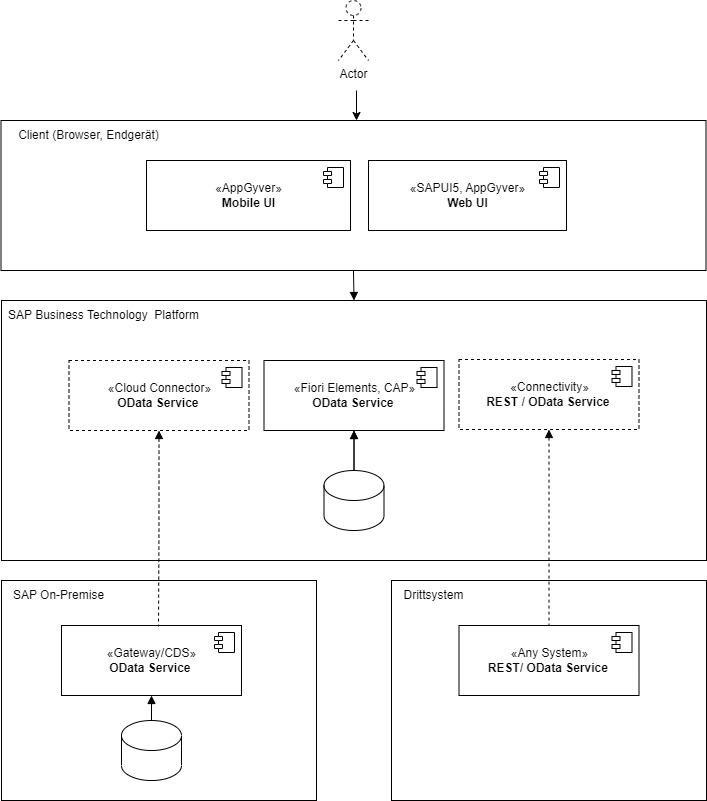 Actor
Client (Browser, Endgerät)
«AppGyver»
Mobile UI
«SAPUI5, AppGyver»
Web UI
SAP Business Technology  Platform
«Cloud Connector»
OData Service
«Fiori Elements, CAP»
OData Service
«Connectivity»
REST / OData Service
SAP On-Premise
«Gateway/CDS»
OData Service
Drittsystem
«Any System»
REST/ OData Service